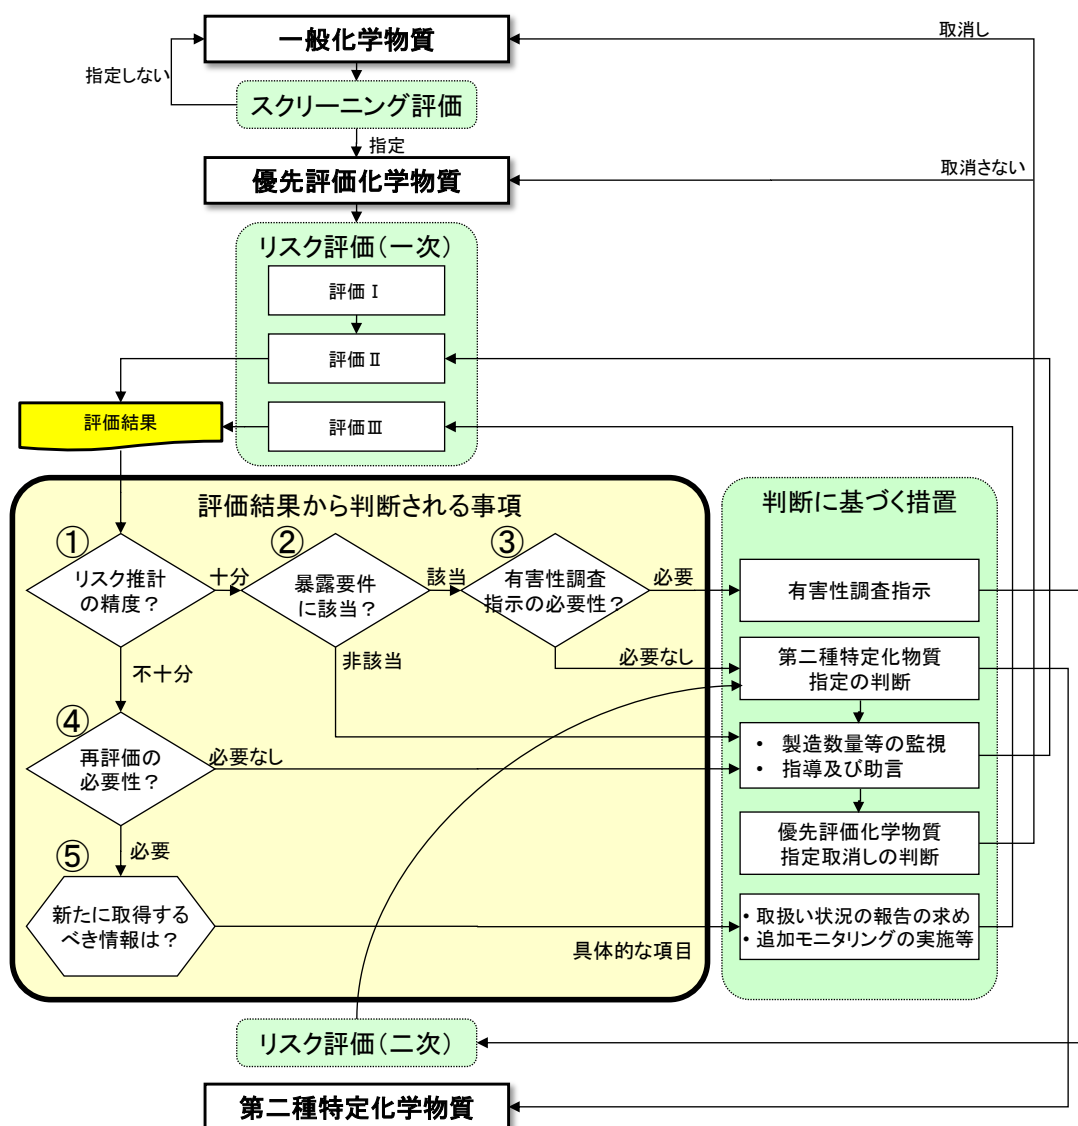 一般化学物質
取消し
指定しない
スクリーニング評価
指定
優先評価化学物質
取消さない
リスク評価(一次)
評価Ⅰ
評価Ⅱ
評価結果
評価Ⅲ
評価結果から判断される事項
判断に基づく措置
①
②
③
リスク推計
の精度？
十分
暴露要件
に該当？
該当
有害性調査
指示の必要性？
必要
有害性調査指示
不十分
非該当
必要なし
第二種特定化物質
指定の判断
④
再評価の
必要性？
必要なし
• 製造数量等の監視
• 指導及び助言
必要
優先評価化学物質
指定取消しの判断
⑤
新たに取得する
べき情報は？
具体的な項目
・取扱い状況の報告の求め
・追加モニタリングの実施等
リスク評価(二次)
第二種特定化学物質